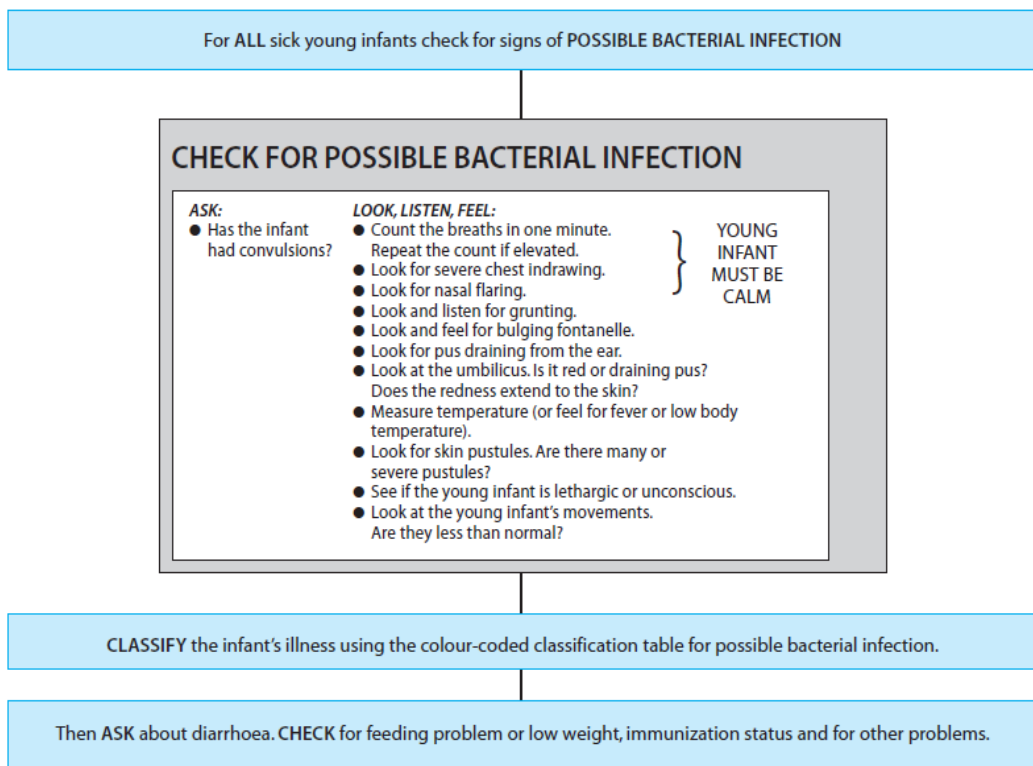 For ALL sick young infants check for signs of POSSIBLE BACTERIAL INFECTION
CHECK FOR POSSIBLE BACTERIAL INFECTION
ASK:
● Has the infant
had convulsions?
LOOK, LISTEN, FEEL:
● Count the breaths in one minute.
Repeat the count if elevated.
● Look for severe chest indrawing.
● Look for nasal flaring.
● Look and listen for grunting.
● Look and feel for bulging fontanelle.
● Look for pus draining from the ear.
● Look at the umbilicus. Is it red or draining pus?
Does the redness extend to the skin?
● Measure temperature (or feel for fever or low body
temperature).
● Look for skin pustules. Are there many or
severe pustules?
● See if the young infant is lethargic or unconscious.
● Look at the young infant's movements.
Are they less than normal?
YOUNG
INFANT
MUST BE
CALM
CLASSIFY the infant's illness using the colour-coded classification table for possible bacterial infection.
Then ASK about diarrhoea. CHECK for feeding problem or low weight, immunization status and for other problems.